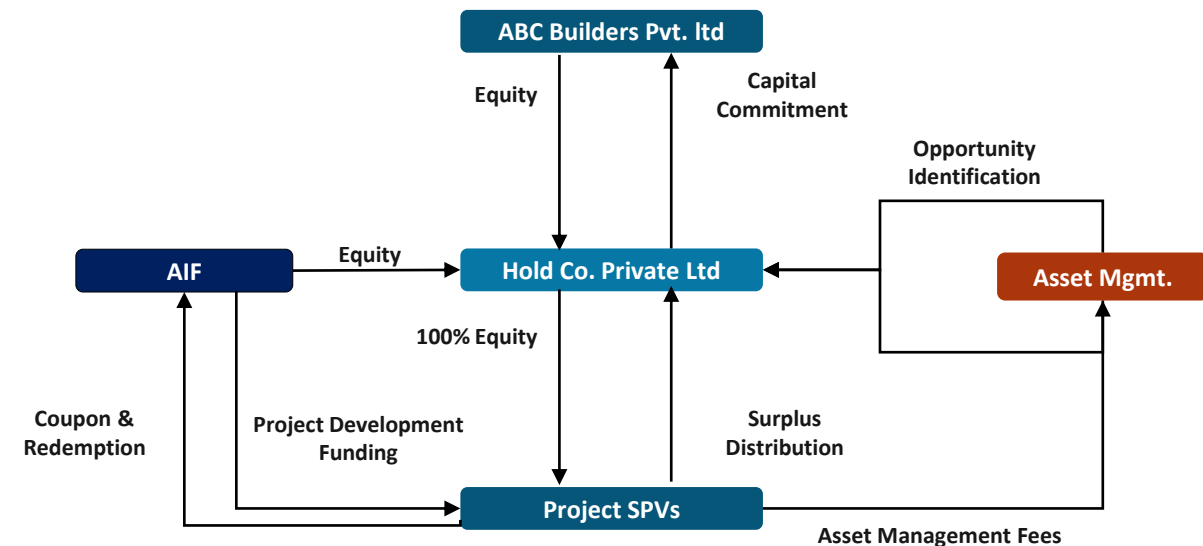 ABC Builders Pvt. ltd
Equity
Capital
Commitment
Opportunity
Identification
AIF
Equity
Hold Co. Private Ltd
Asset Mgmt.
100% Equity
Coupon &
Redemption
Project Development
Funding
Surplus
Distribution
Project SPVs
Asset Management Fees